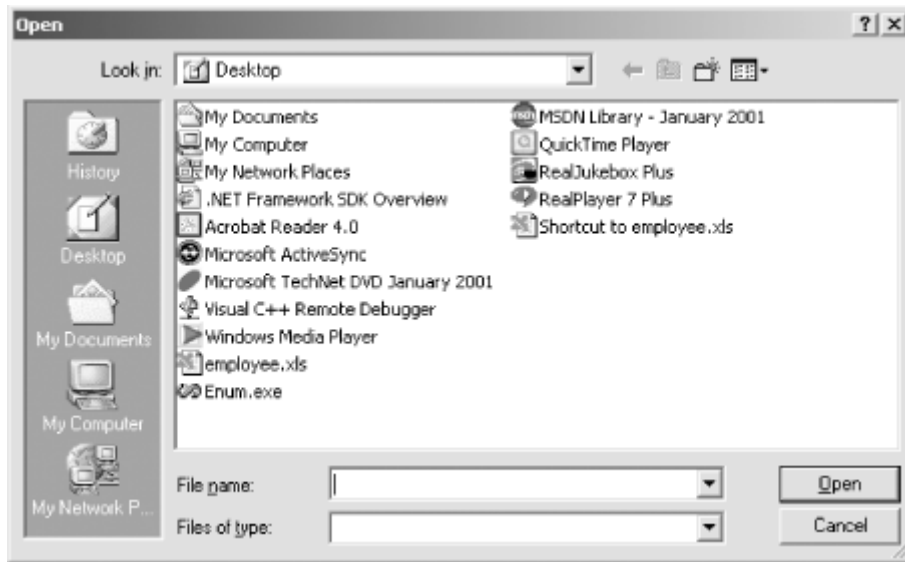 Open
Look in: Desktop
History
Desktop
My Documents
My Computer
My Network P...
My Documents
My Computer
My Network Places
.NET Framework SDK Overview
Acrobat Reader 4.0
Microsoft ActiveSync
Microsoft TechNet DVD January 2001
Visual C++ Remote Debugger
Windows Media Player
employee.xls
Enum.exe
MSDN Library - January 2001
QuickTime Player
RealJukebox Plus
RealPlayer 7 Plus
Shortcut to employee.xls
File name:
Open
Files of type:
Cancel